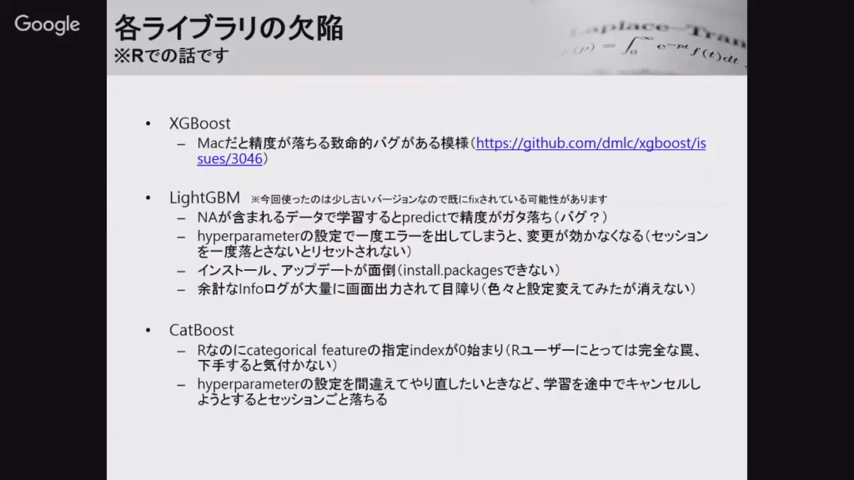 Google
各ライブラリの欠陥
※Rでの話です
Laplace-Tran
(p) = ∫₀^∞ e^-pt f(t)dt
• XGBoost
– Macだと精度が落ちる致命的バグがある模様(https://github.com/dmlc/xgboost/is
sues/3046)
• LightGBM ※今回使ったのは少し古いバージョンなので既にfixされている可能性があります
– NAが含まれるデータで学習するとpredictで精度がガタ落ち(バグ?)
– hyperparameterの設定で一度エラーを出してしまうと、変更が効かなくなる(セッション
を一度落とさないとリセットされない)
– インストール、アップデートが面倒(install.packagesできない)
– 余計なInfoログが大量に画面出力されて目障り(色々と設定変えてみたが消えない)
• CatBoost
– Rなのにcategorical featureの指定indexが0始まり(Rユーザーにとっては完全な罠、
下手すると気付かない)
– hyperparameterの設定を間違えてやり直したいときなど、学習を途中でキャンセルし
ようとするとセッションごと落ちる